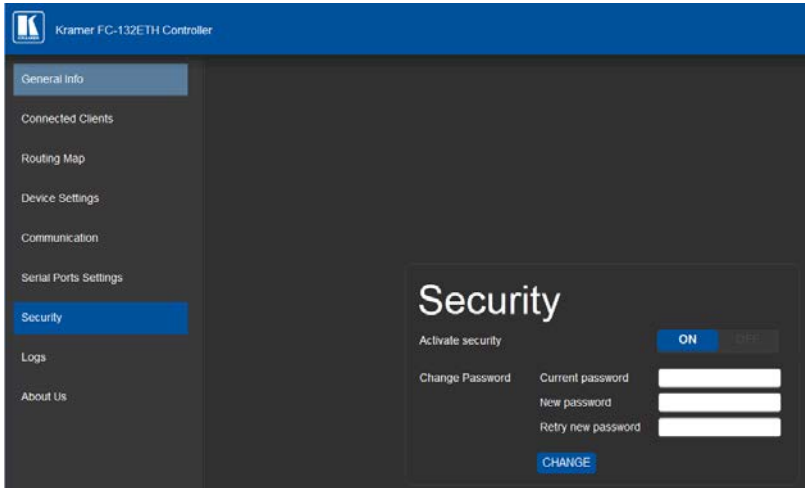 KRAMER
Kramer FC-132ETH Controller
General Info
Connected Clients
Routing Map
Device Settings
Communication
Serial Ports Settings
Security
Logs
About Us
Security
Activate security ON OFF
Change Password Current password
New password
Retry new password
CHANGE